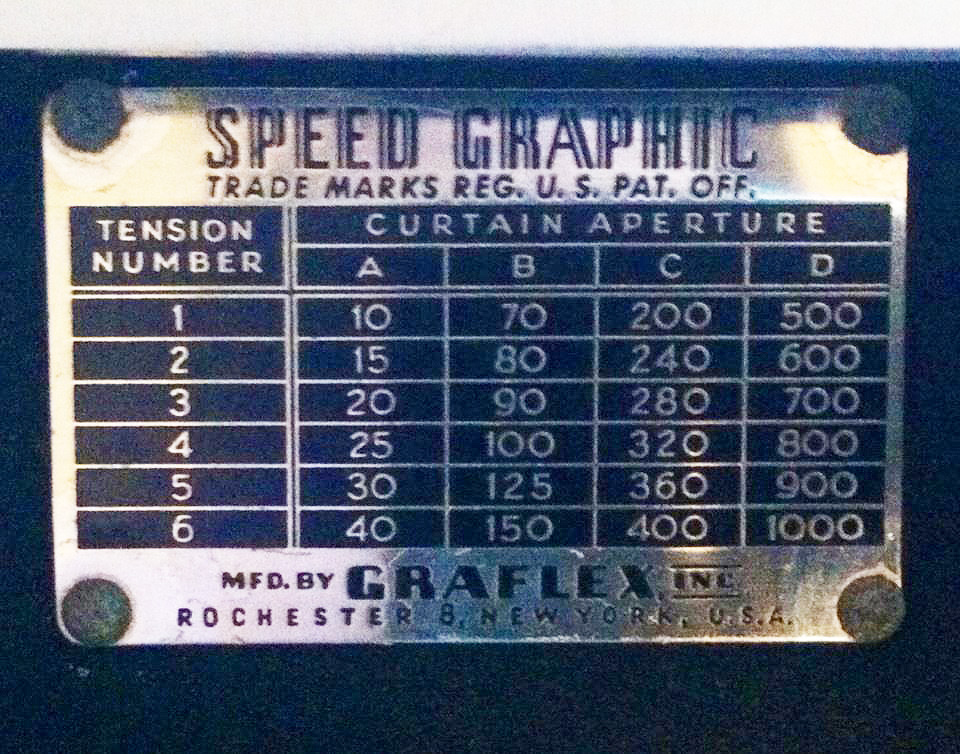 SPEED GRAPHIC
TRADE MARKS REG. U. S. PAT. OFF.
TENSION NUMBER CURTAIN APERTURE
A B C D
1 10 70 200 500
2 15 80 240 600
3 20 90 280 700
4 25 100 320 800
5 30 125 360 900
6 40 150 400 1000
MFD. BY GRAFLEX, INC
ROCHESTER 8, NEW YORK, U.S.A.